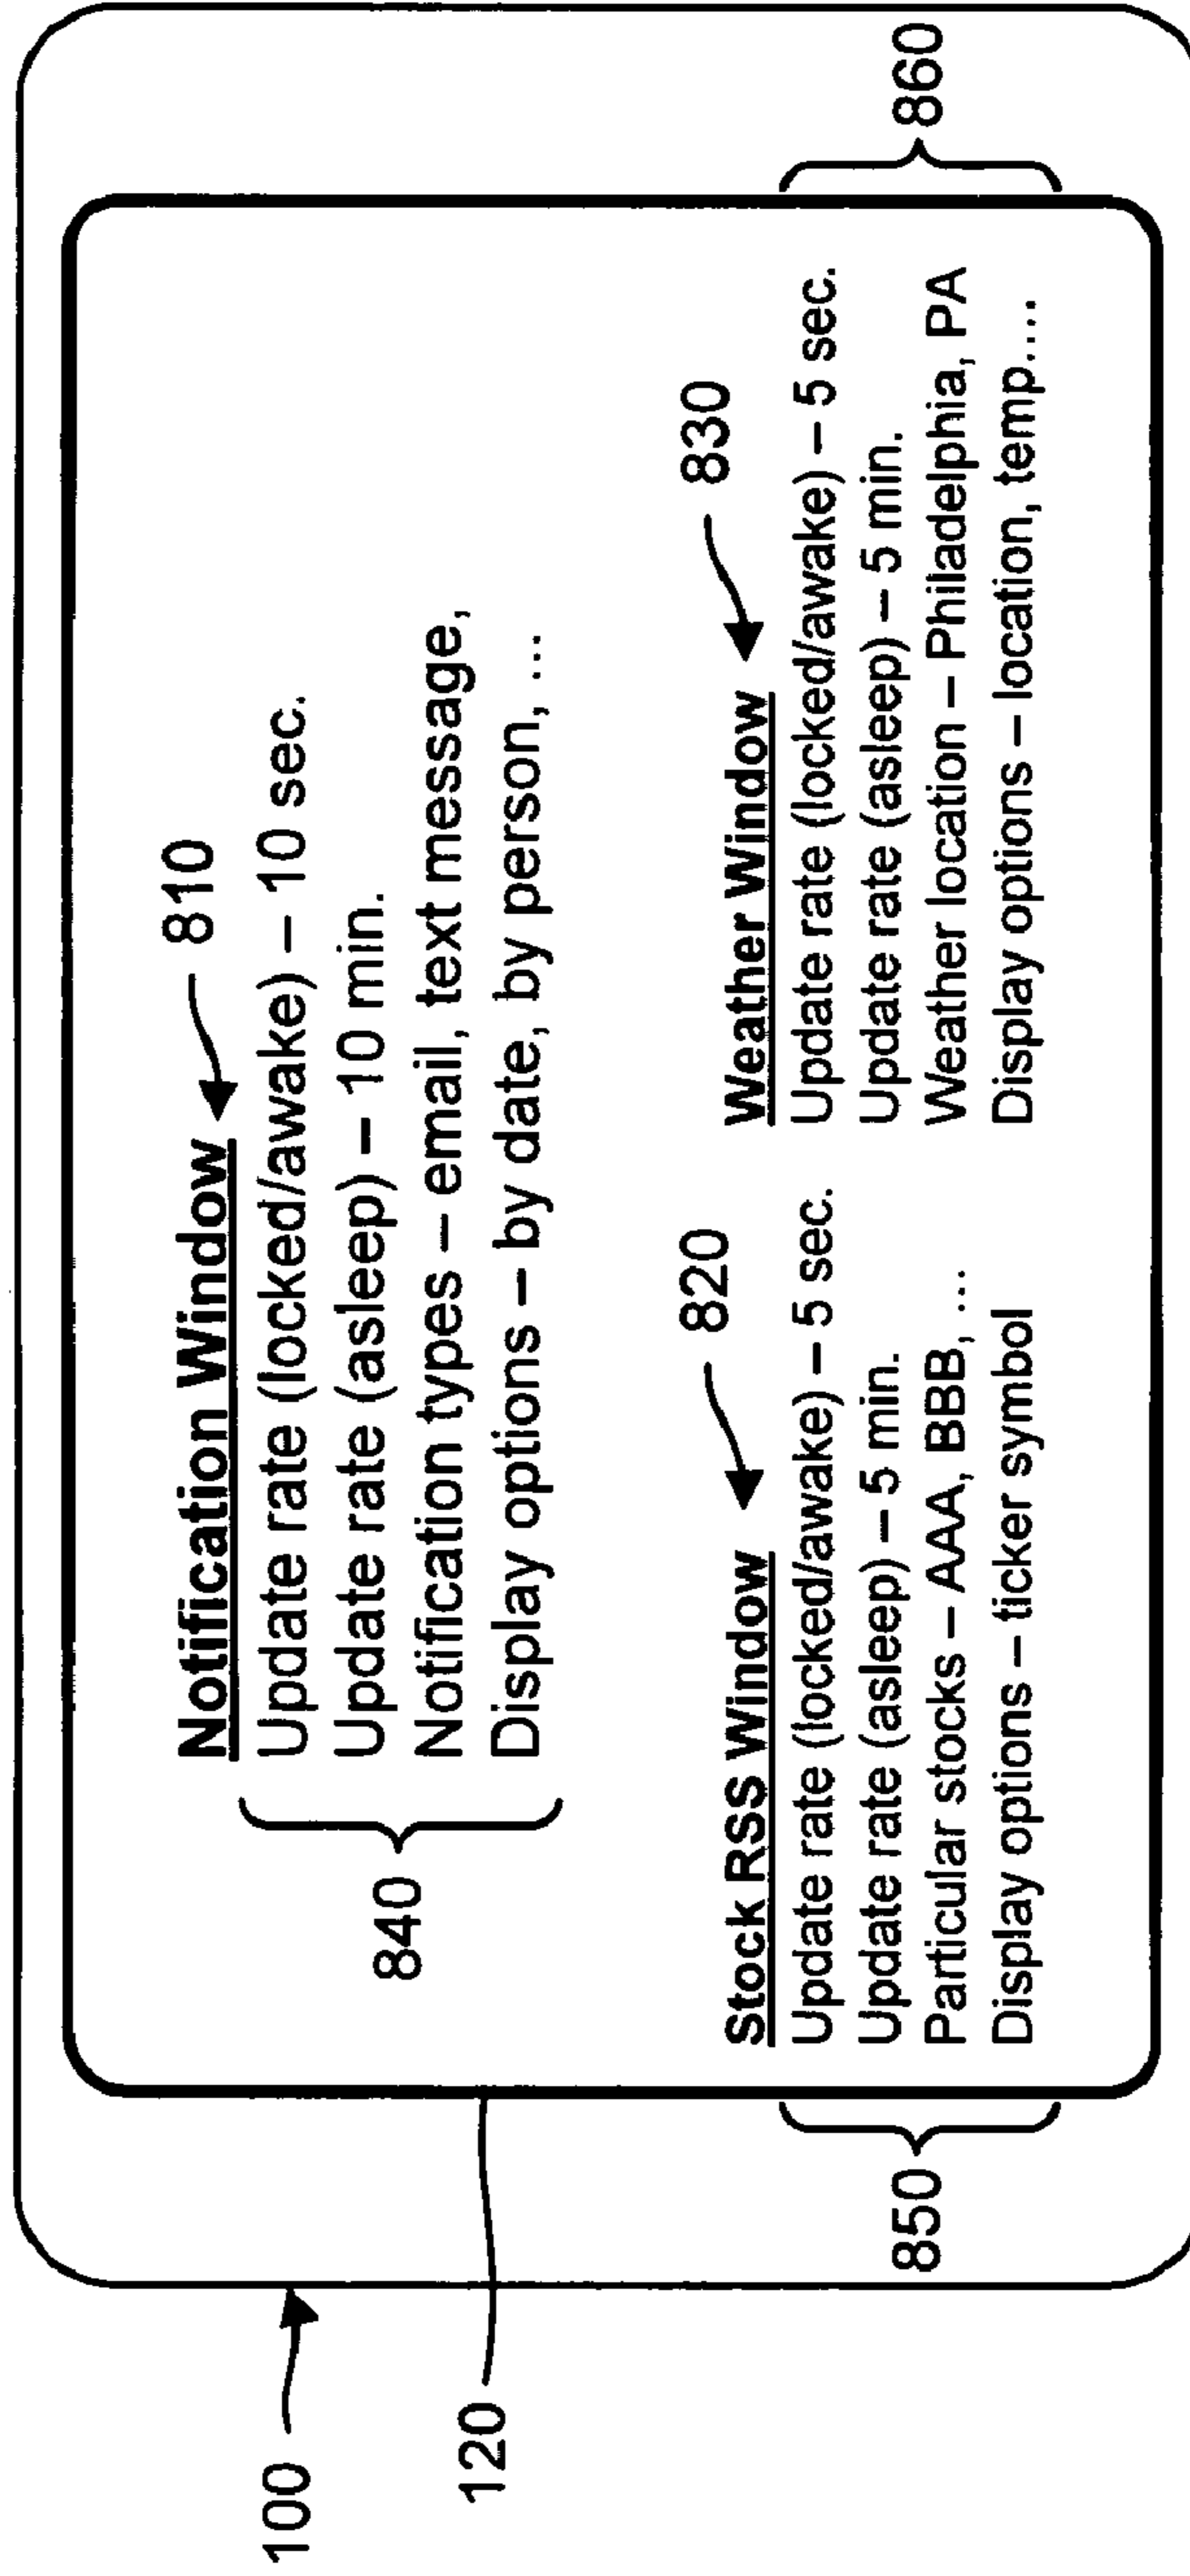 100
120
Notification Window
810
Update rate (locked/awake) – 10 sec.
Update rate (asleep) – 10 min.
Notification types – email, text message,
Display options – by date, by person, ...
840
Stock RSS Window
820
Update rate (locked/awake) – 5 sec.
Update rate (asleep) – 5 min.
Particular stocks – AAA, BBB, ...
Display options – ticker symbol
850
Weather Window
830
Update rate (locked/awake) – 5 sec.
Update rate (asleep) – 5 min.
Weather location – Philadelphia, PA
Display options – location, temp....
860